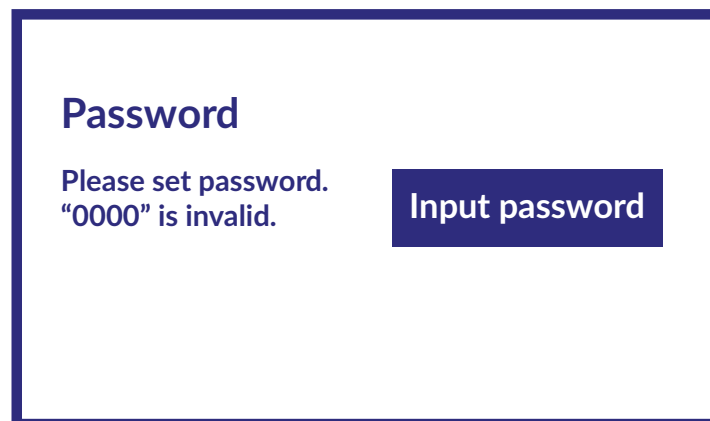 Password
Please set password.
“0000” is invalid.
Input password